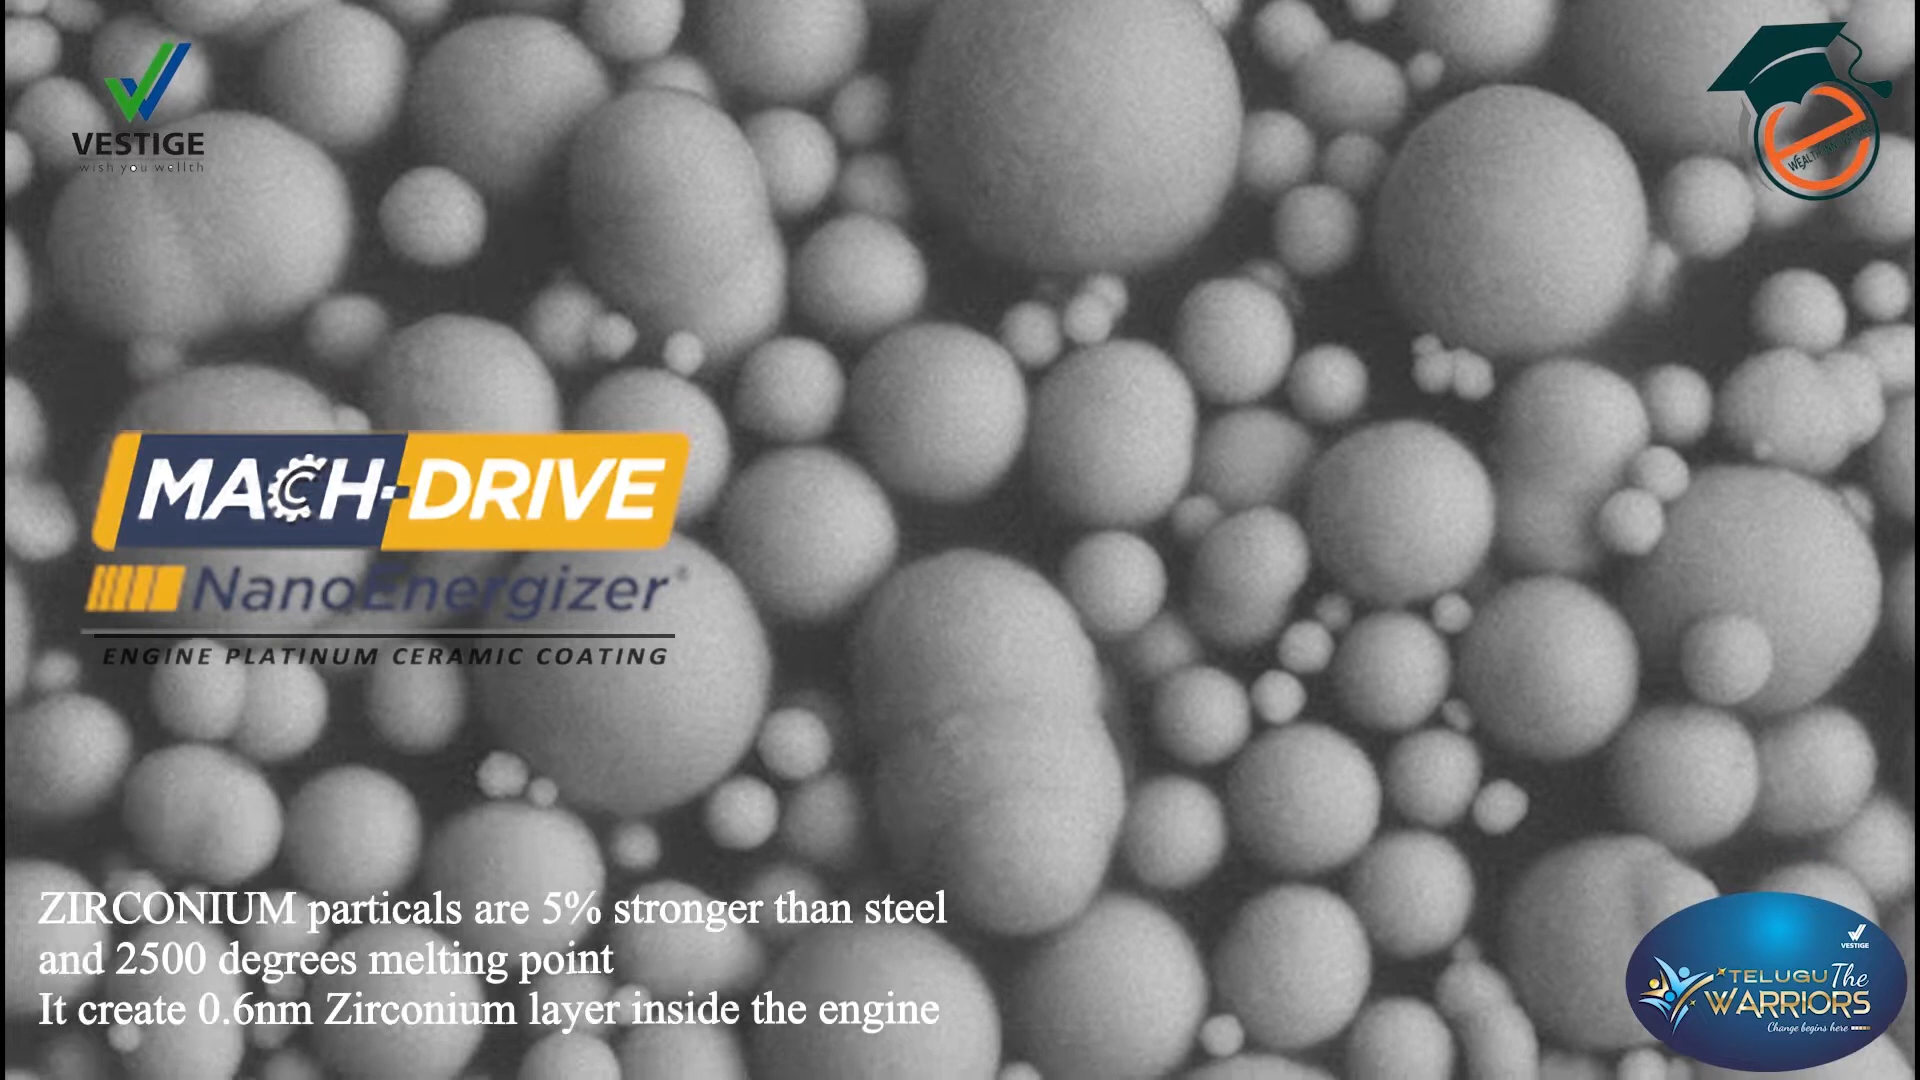 VESTIGE
wish you wellth
MACH-DRIVE
NanoEnergizer®
ENGINE PLATINUM CERAMIC COATING
ZIRCONIUM particals are 5% stronger than steel
and 2500 degrees melting point
It create 0.6nm Zirconium layer inside the engine
VESTIGE
TELUGU The
WARRIORS
Change begins here